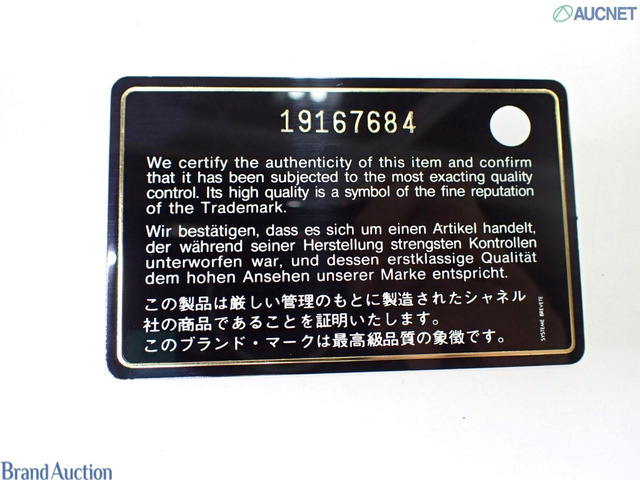 AUCNET
19167684
We certify the authenticity of this item and confirm
that it has been subjected to the most exacting quality
control. Its high quality is a symbol of the fine reputation
of the Trademark.
Wir bestätigen, dass es sich um einen Artikel handelt,
der während seiner Herstellung strengsten Kontrollen
unterworfen war, und dessen erstklassige Qualität
dem hohen Ansehen unserer Marke entspricht.
この製品は厳しい管理のもとに製造されたシャネル
社の商品であることを証明いたします。
このブランド・マークは最高級品質の象徴です。
SYSTEME BREVETE
Brand Auction